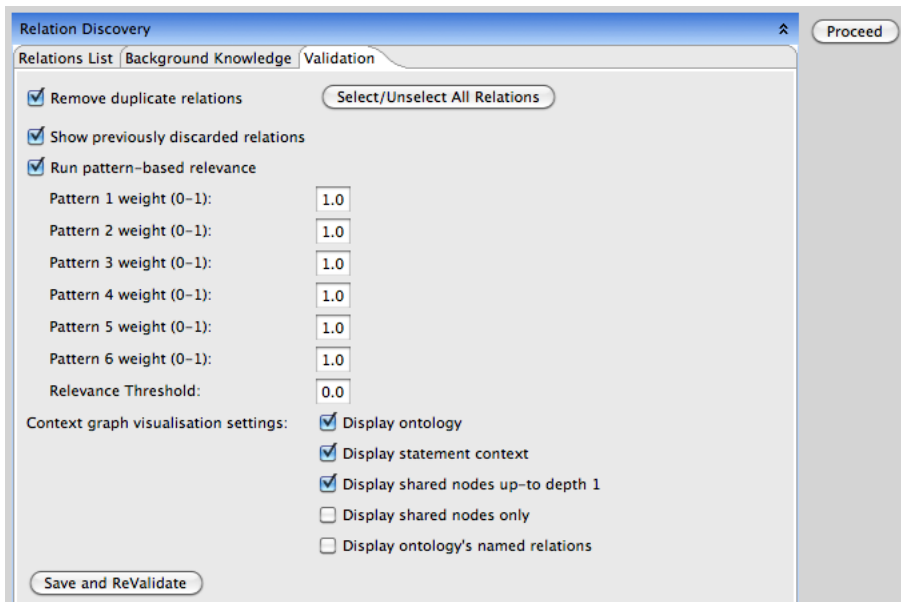 Relation Discovery
Proceed
Relations List Background Knowledge Validation
Remove duplicate relations Select/Unselect All Relations
Show previously discarded relations
Run pattern-based relevance
Pattern 1 weight (0-1): 1.0
Pattern 2 weight (0-1): 1.0
Pattern 3 weight (0-1): 1.0
Pattern 4 weight (0-1): 1.0
Pattern 5 weight (0-1): 1.0
Pattern 6 weight (0-1): 1.0
Relevance Threshold: 0.0
Context graph visualisation settings: Display ontology
Display statement context
Display shared nodes up-to depth 1
Display shared nodes only
Display ontology's named relations
Save and ReValidate